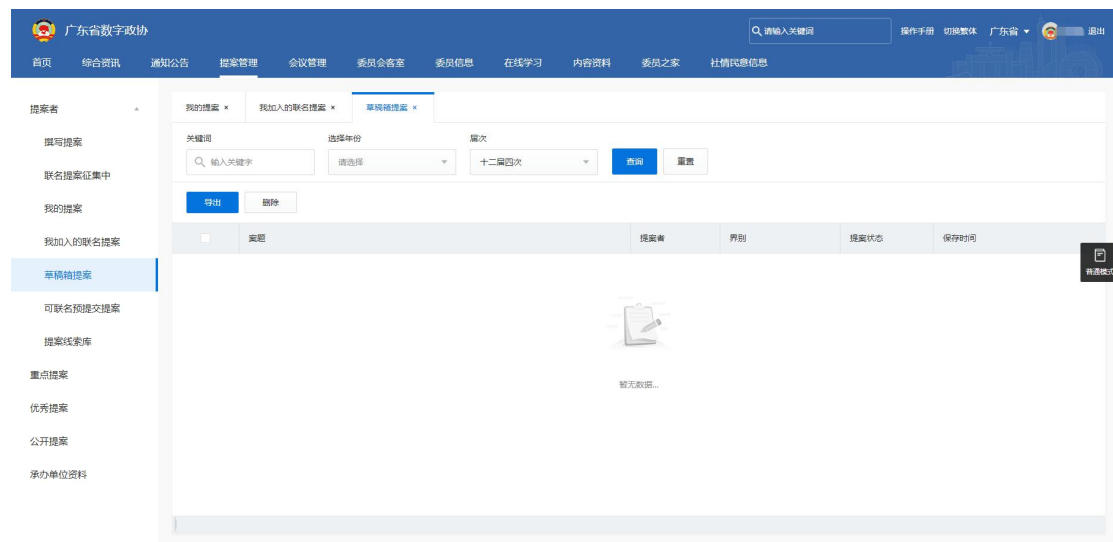 广东省数字政协
请输入关键词
操作手册 切换繁体 广东省 退出
首页 综合资讯 通知公告 提案管理 会议管理 委员会客室 委员信息 在线学习 内容资料 委员之家 社情民意信息
提案者
撰写提案
联名提案征集中
我的提案
我加入的联名提案
草稿箱提案
可联名预提交提案
提案线索库
重点提案
优秀提案
公开提案
承办单位资料
我的提案 × 我加入的联名提案 × 草稿箱提案 ×
关键词 选择年份 届次
输入关键字 请选择 十二届四次 查询 重置
导出 删除
案题 提案者 界别 提案状态 保存时间
暂无数据...
普通模式